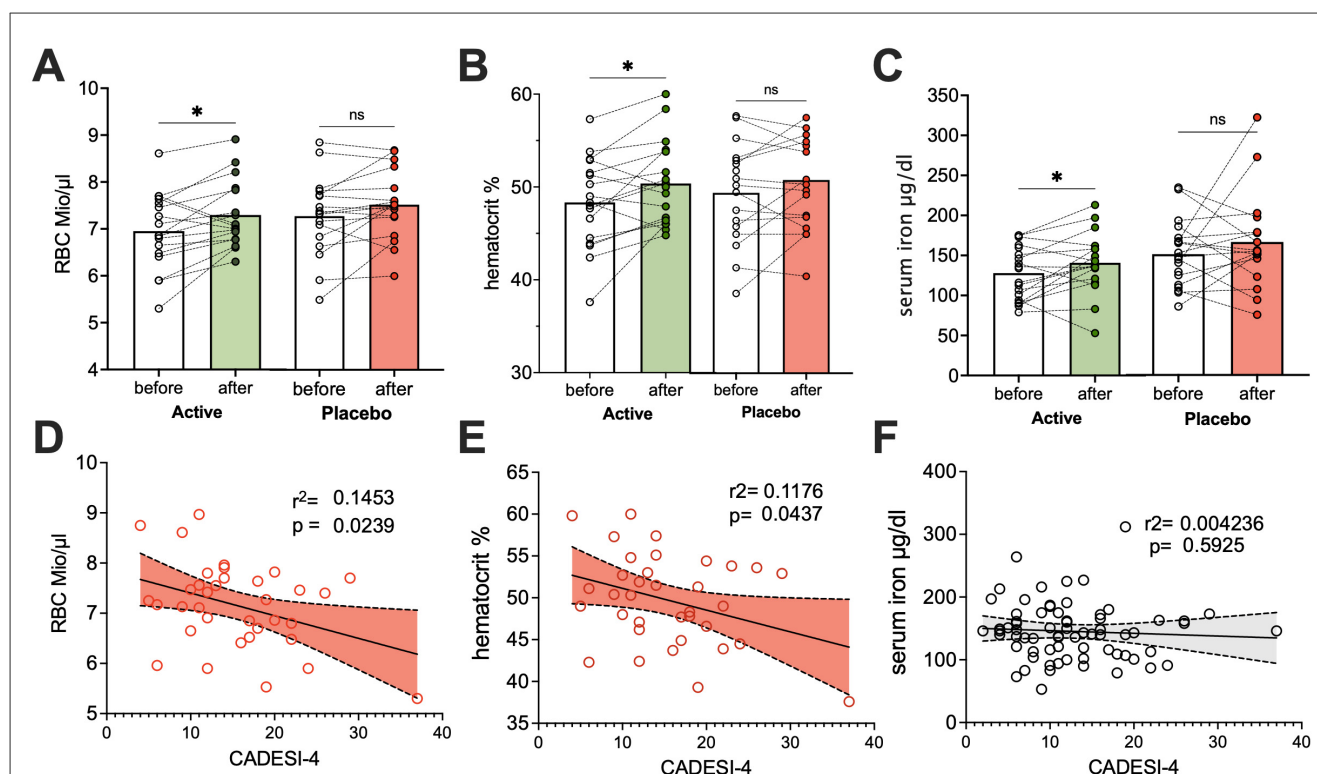 A
RBC Mio/µl
10
9
8
7
6
5
4
*
ns
before after before after
Active Placebo
B
hematocrit %
60
50
40
30
*
ns
before after before after
Active Placebo
C
serum iron µg/dl
350
300
250
200
150
100
50
0
*
ns
before after before after
Active Placebo
D
RBC Mio/µl
10
9
8
7
6
5
r²= 0.1453
p = 0.0239
0 10 20 30 40
CADESI-4
E
hematocrit %
65
60
55
50
45
40
35
r2= 0.1176
p= 0.0437
0 10 20 30 40
CADESI-4
F
serum iron µg/dl
400
300
200
100
0
r2= 0.004236
p= 0.5925
0 10 20 30 40
CADESI-4